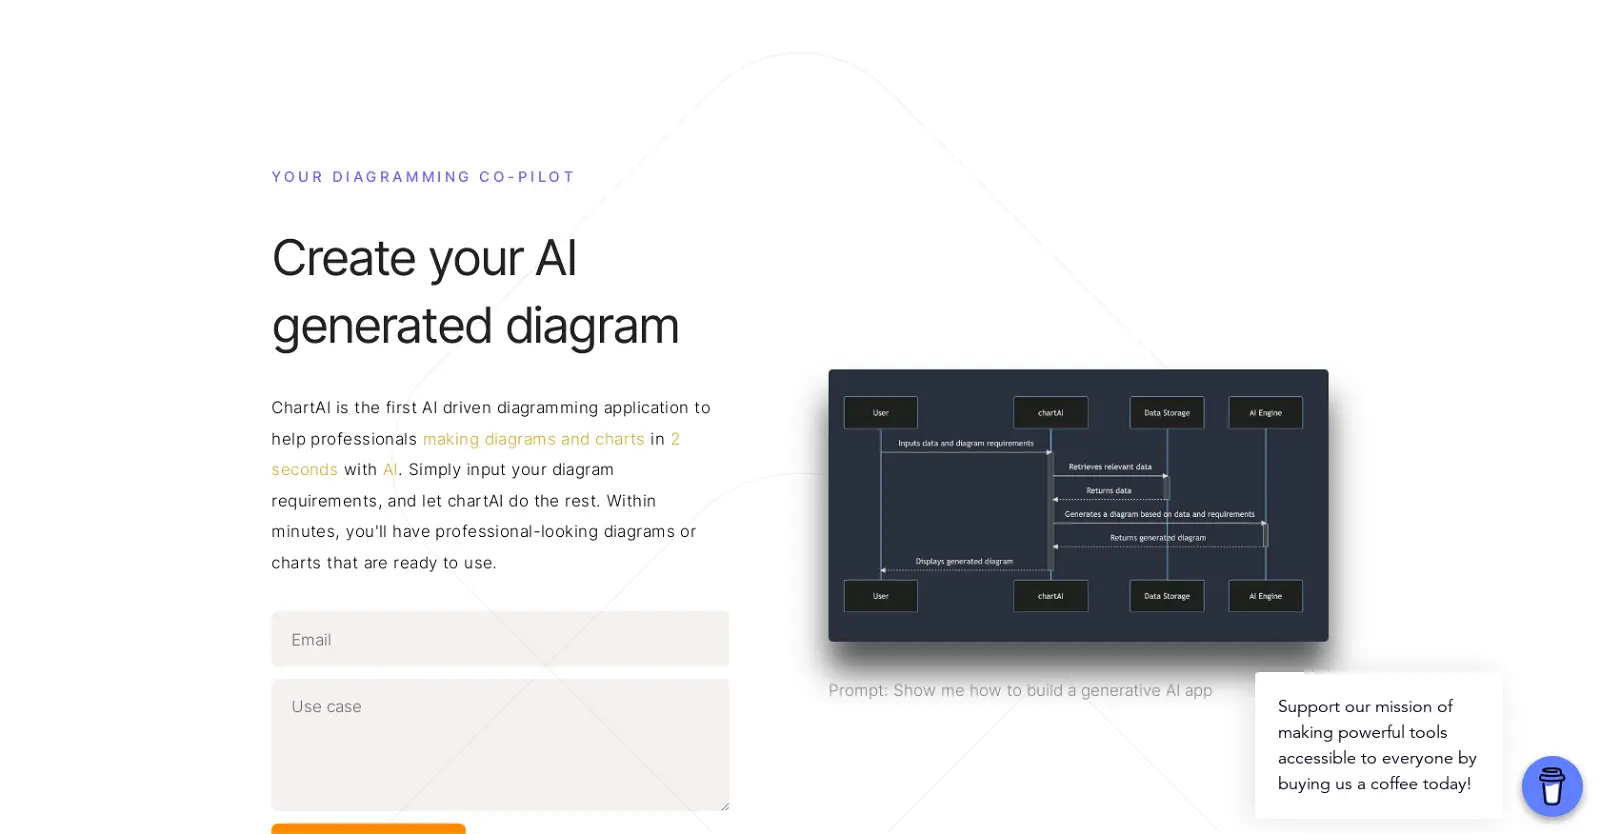 YOUR DIAGRAMMING CO-PILOT
Create your AI
generated diagram
ChartAI is the first AI driven diagramming application to
help professionals making diagrams and charts in 2
seconds with AI. Simply input your diagram
requirements, and let chartAI do the rest. Within
minutes, you'll have professional-looking diagrams or
charts that are ready to use.
Email
Use case
User
chartAI
Data Storage
AI Engine
Inputs data and diagram requirements
Retrieves relevant data
Returns data
Generates a diagram based on data and requirements
Returns generated diagram
Displays generated diagram
User
chartAI
Data Storage
AI Engine
Prompt: Show me how to build a generative AI app
Support our mission of
making powerful tools
accessible to everyone by
buying us a coffee today!